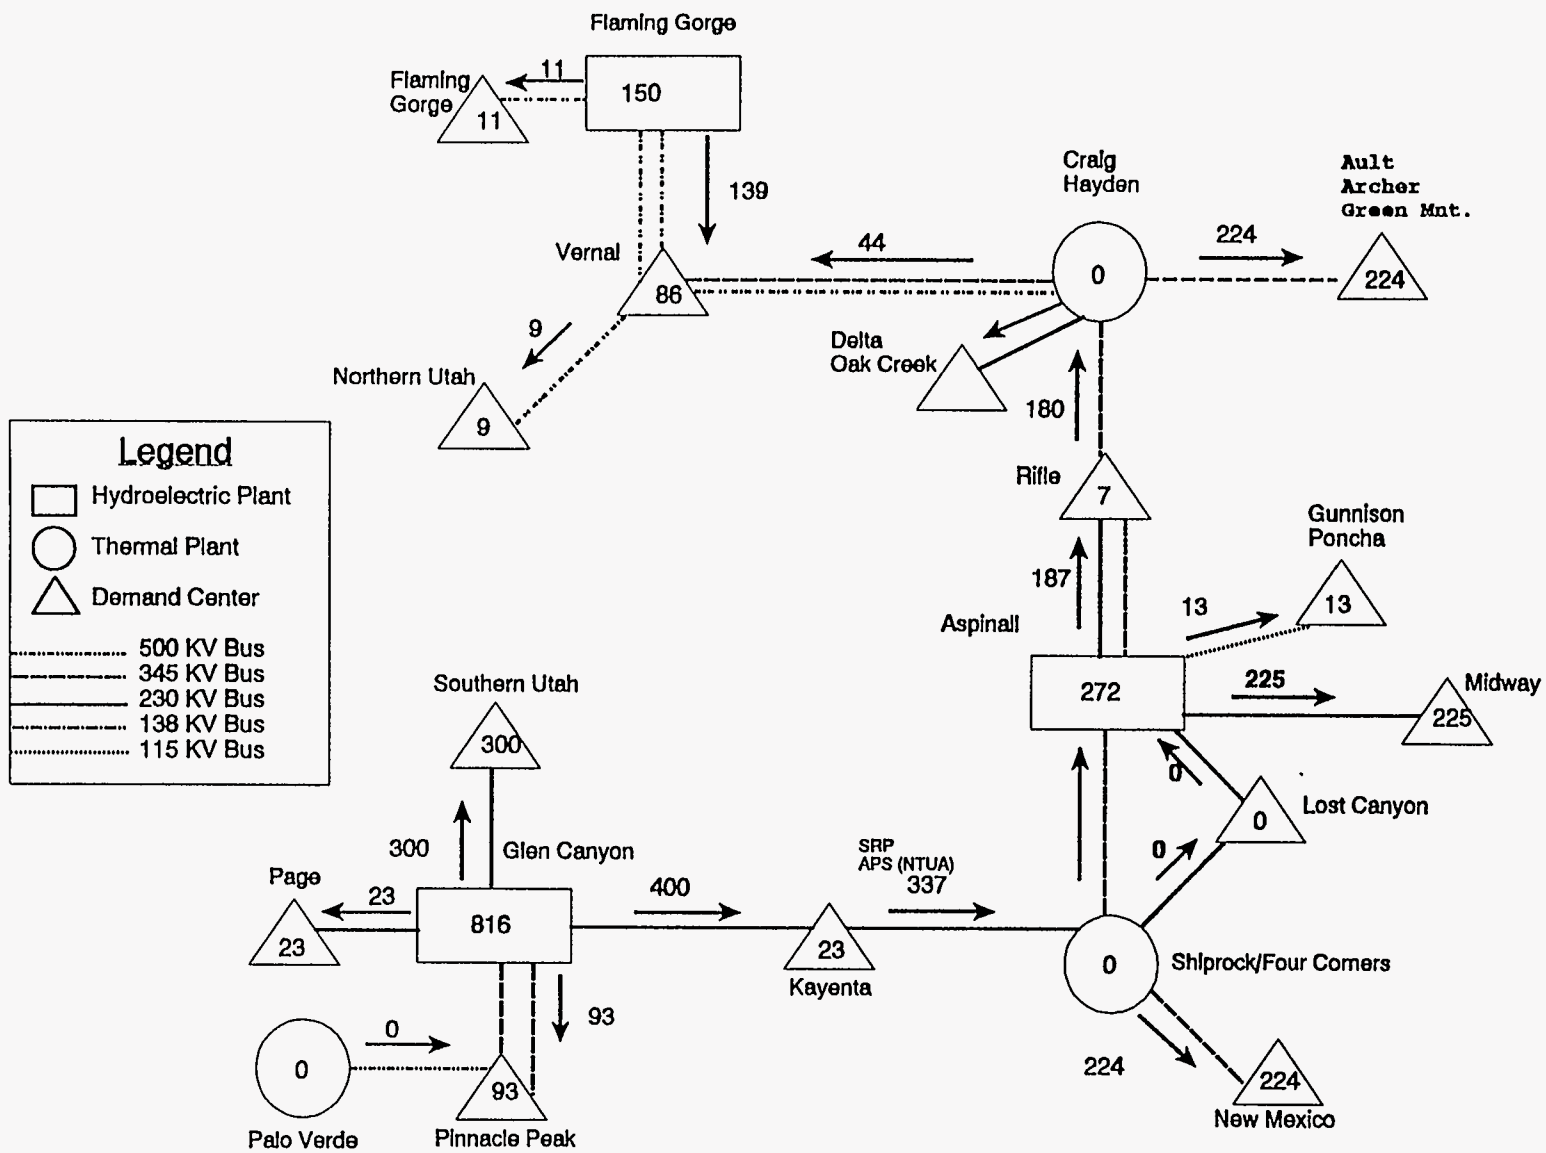 Flaming Gorge
Flaming
Gorge
11
11
150
139
Vernal
86
44
9
Northern Utah
9
Craig
Hayden
0
224
Ault
Archer
Green Mnt.
224
Delta
Oak Creek
180
Rifle
7
187
Gunnison
Poncha
13
13
Aspinall
272
225
Midway
225
0
Lost Canyon
0
0
Legend
Hydroelectric Plant
Thermal Plant
Demand Center
500 KV Bus
345 KV Bus
230 KV Bus
138 KV Bus
115 KV Bus
Southern Utah
300
300
Glen Canyon
Page
23
23
816
400
SRP
APS (NTUA)
337
23
Kayenta
0
Shiprock/Four Corners
93
0
0
93
224
224
New Mexico
Palo Verde
Pinnacle Peak